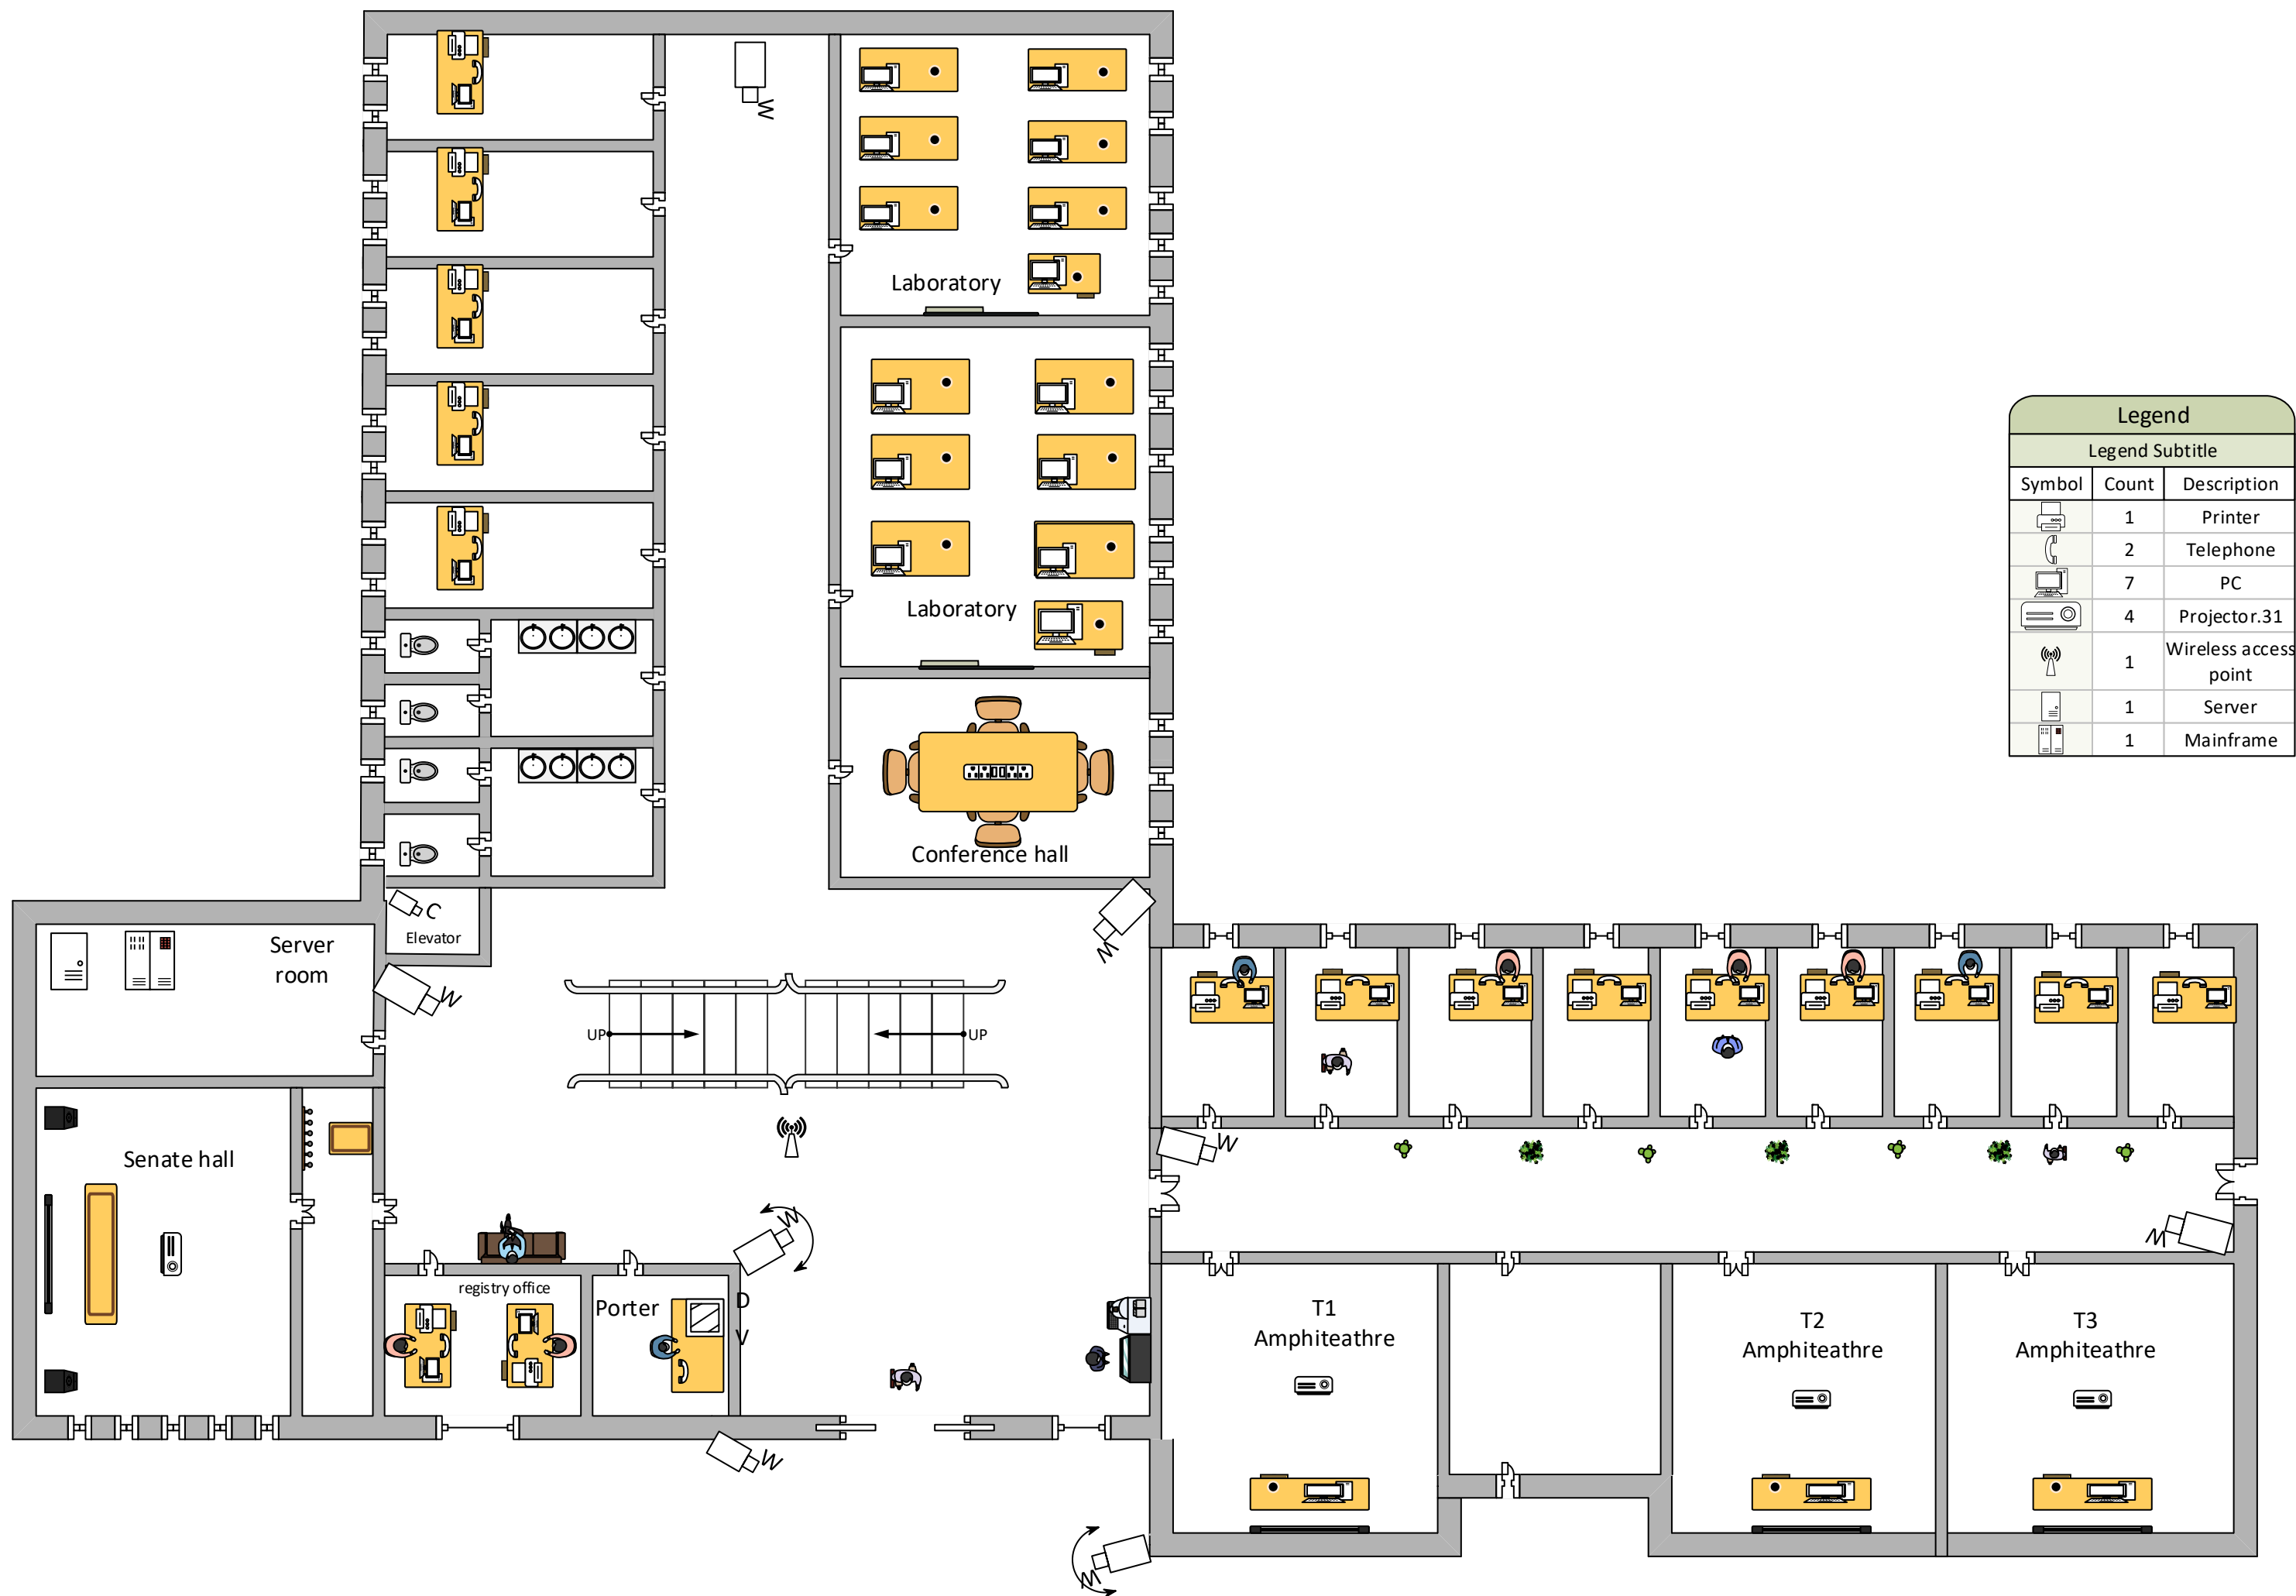 W
Laboratory
Laboratory
Conference hall
Legend
Legend Subtitle
Symbol Count Description
1 Printer
2 Telephone
7 PC
4 Projector.31
1 Wireless access
point
1 Server
1 Mainframe
C
Elevator
Server
room
W
W
UP
UP
W
Senate hall
W
W
registry office
Porter
D
V
T1
Amphiteathre
T2
Amphiteathre
T3
Amphiteathre
W
W